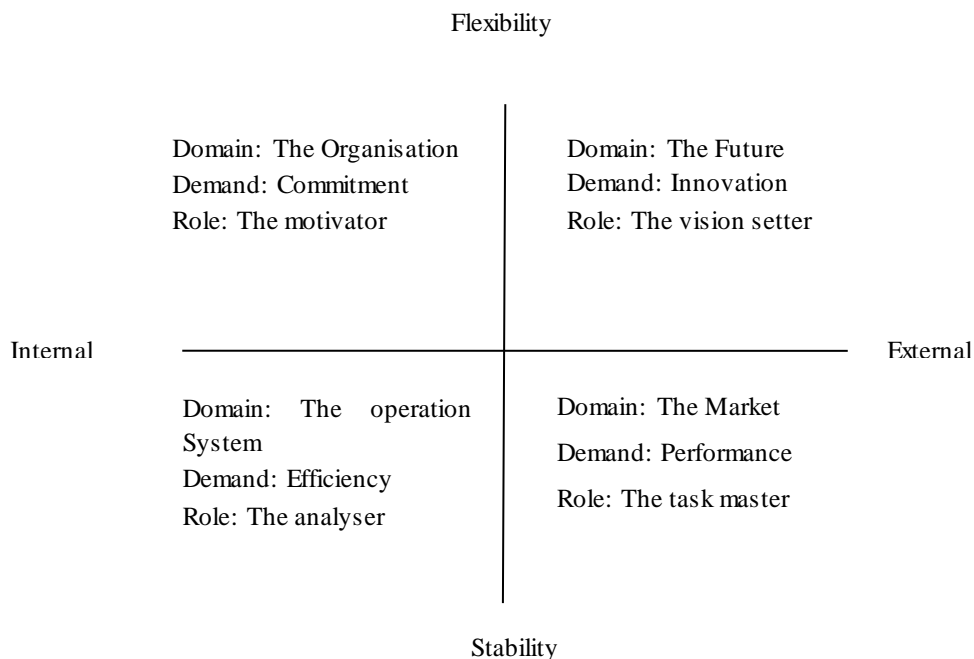 Flexibility
Domain: The Organisation
Demand: Commitment
Role: The motivator
Domain: The Future
Demand: Innovation
Role: The vision setter
Internal
External
Domain: The operation
System
Demand: Efficiency
Role: The analyser
Domain: The Market
Demand: Performance
Role: The task master
Stability